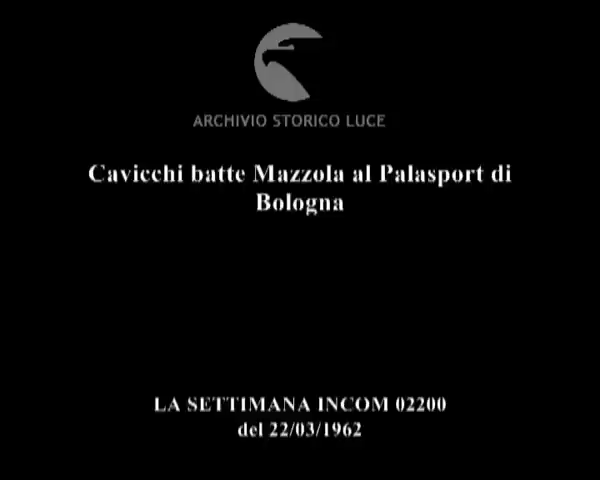 ARCHIVIO STORICO LUCE
Cavicchi batte Mazzola al Palasport di
Bologna
LA SETTIMANA INCOM 02200
del 22/03/1962